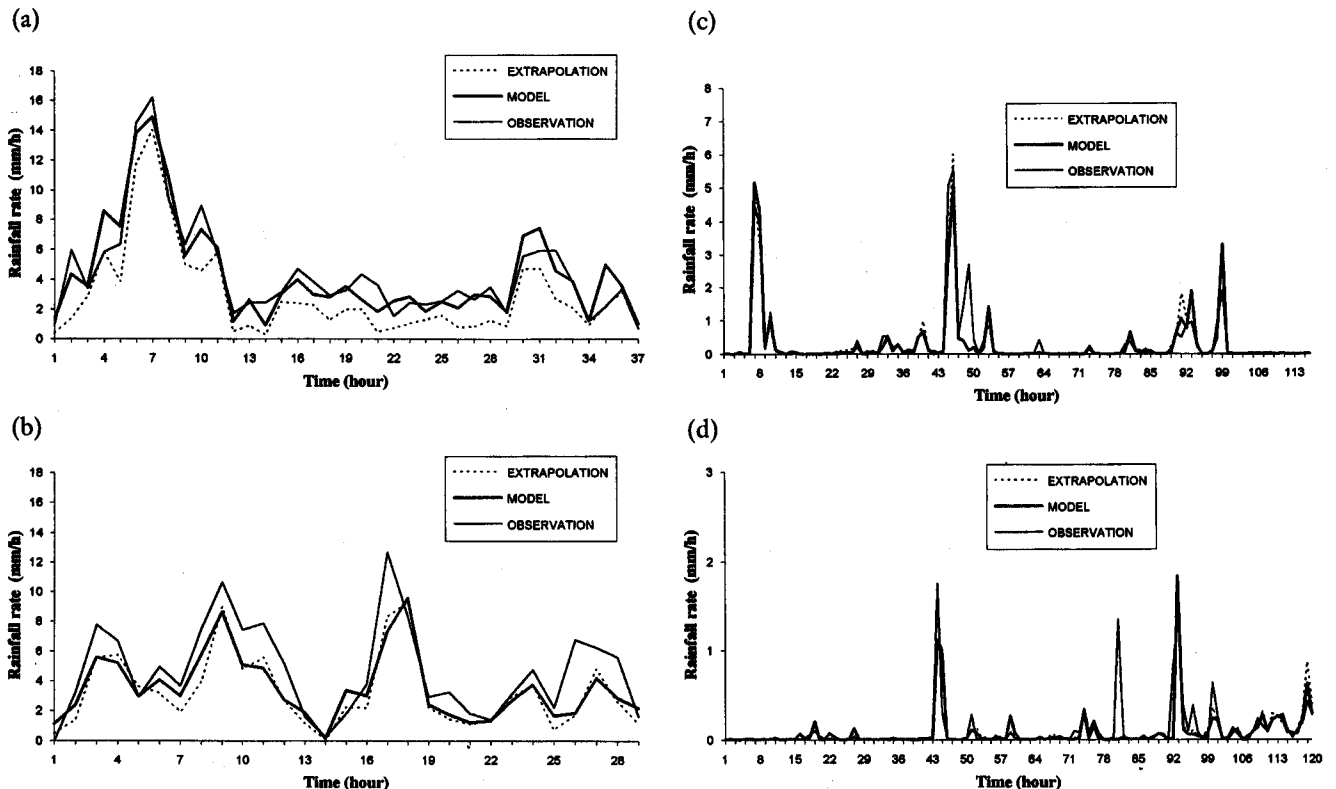 (a)
18
16
14
12
10
8
6
4
2
0
Rainfall rate (mm/h)
EXTRAPOLATION
MODEL
OBSERVATION
1 4 7 10 13 16 19 22 25 28 31 34 37
Time (hour)
(b)
18
16
14
12
10
8
6
4
2
0
Rainfall rate (mm/h)
EXTRAPOLATION
MODEL
OBSERVATION
1 4 7 10 13 16 19 22 25 28
Time (hour)
(c)
8
7
6
5
4
3
2
1
0
Rainfall rate (mm/h)
EXTRAPOLATION
MODEL
OBSERVATION
1 8 15 22 29 36 43 50 57 64 71 78 85 92 99 106 113
Time (hour)
(d)
3
2
1
0
Rainfall rate (mm/h)
EXTRAPOLATION
MODEL
OBSERVATION
1 8 15 22 29 36 43 50 57 64 71 78 85 92 99 106 113 120
Time (hour)